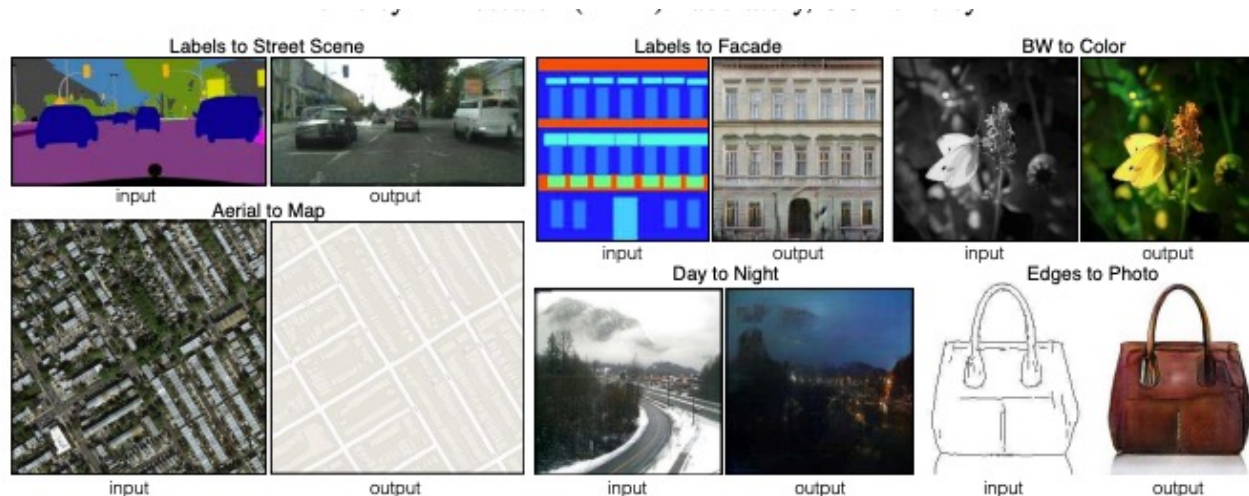 Labels to Street Scene
input
output
Aerial to Map
input
output
Labels to Facade
input
output
BW to Color
input
output
Day to Night
input
output
Edges to Photo
input
output